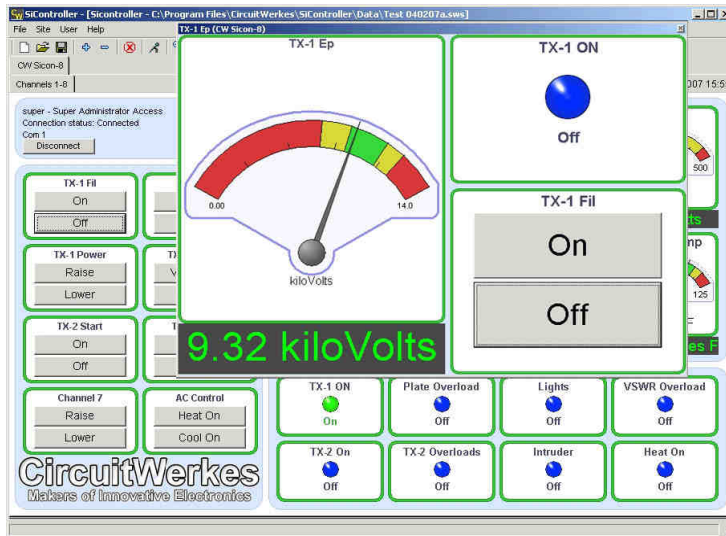 SiController - [Sicontroller - C:\Program Files\CircuitWerkes\SiController\Data\Test 040207a.sws]
File Site User Help
TX-1 Ep (CW Sicon-8)
CW Sicon-8
Channels 1-8
007 15:5
super - Super Administrator Access
Connection status: Connected
Com 1
Disconnect
TX-1 Ep
0.00
14.0
kiloVolts
9.32 kiloVolts
TX-1 ON
Off
TX-1 Fil
On
Off
TX-1 Fil
On
Off
TX-1 Power
Raise
Lower
TX-2 Start
On
Off
Channel 7
Raise
Lower
AC Control
Heat On
Cool On
500
125
TX-1 ON
On
Plate Overload
Off
Lights
Off
VSWR Overload
Off
TX-2 On
Off
TX-2 Overloads
Off
Intruder
Off
Heat On
Off
CircuitWerkes
Makers of Innovative Electronics